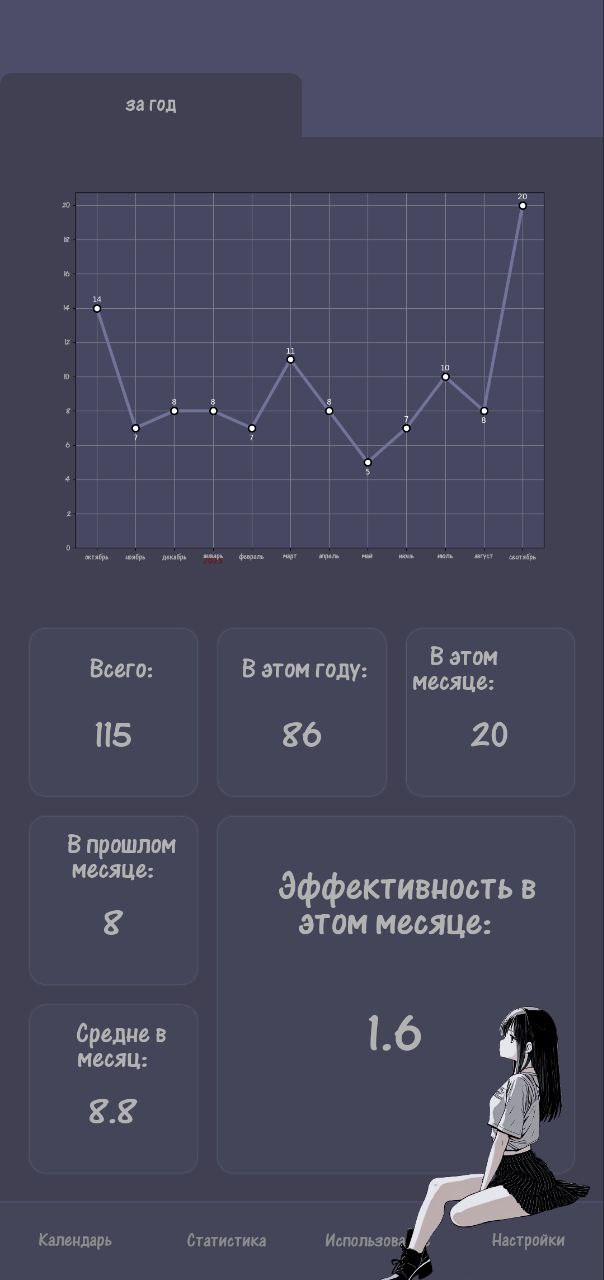 за год
20
20
18
16
14
14
12
11
10
10
8
8
8
8
8
7
7
7
6
5
4
2
0
октябрь ноябрь декабрь январь февраль март апрель май июнь июль август сентябрь
Всего:
115
В этом году:
86
В этом
месяце:
20
В прошлом
месяце:
8
Эффективность в
этом месяце:
1.6
Средне в
месяц:
8.8
Календарь
Статистика
Настройки